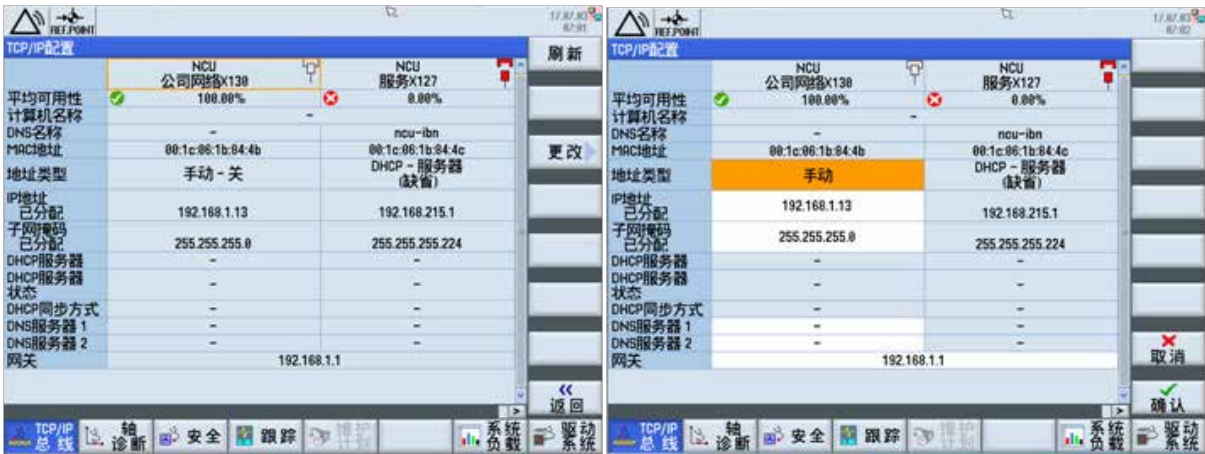 REF.POINT
17.07.03
07:01
TCP/IP配置
刷新
NCU
公司网络X130
NCU
服务X127
平均可用性
100.00%
0.00%
计算机名称
-
DNS名称
-
ncu-ibn
MAC地址
00:1c:06:1b:84:4b
00:1c:06:1b:84:4c
更改
地址类型
手动 - 关
DHCP - 服务器
(缺省)
IP地址
已分配
192.168.1.13
192.168.215.1
子网掩码
已分配
255.255.255.0
255.255.255.224
DHCP服务器
-
-
DHCP服务器
状态
-
-
DHCP同步方式
-
-
DNS服务器 1
-
-
DNS服务器 2
-
-
网关
192.168.1.1
返回
TCP/IP
总线
轴
诊断
安全
跟踪
维护
计划
系统
负载
驱动
系统
REF.POINT
17.07.03
07:02
TCP/IP配置
NCU
公司网络X130
NCU
服务X127
平均可用性
100.00%
0.00%
计算机名称
-
DNS名称
-
ncu-ibn
MAC地址
00:1c:06:1b:84:4b
00:1c:06:1b:84:4c
地址类型
手动
DHCP - 服务器
(缺省)
IP地址
已分配
192.168.1.13
192.168.215.1
子网掩码
已分配
255.255.255.0
255.255.255.224
DHCP服务器
-
-
DHCP服务器
状态
-
-
DHCP同步方式
-
-
DNS服务器 1
-
-
DNS服务器 2
-
-
网关
192.168.1.1
取消
确认
TCP/IP
总线
轴
诊断
安全
跟踪
维护
计划
系统
负载
驱动
系统